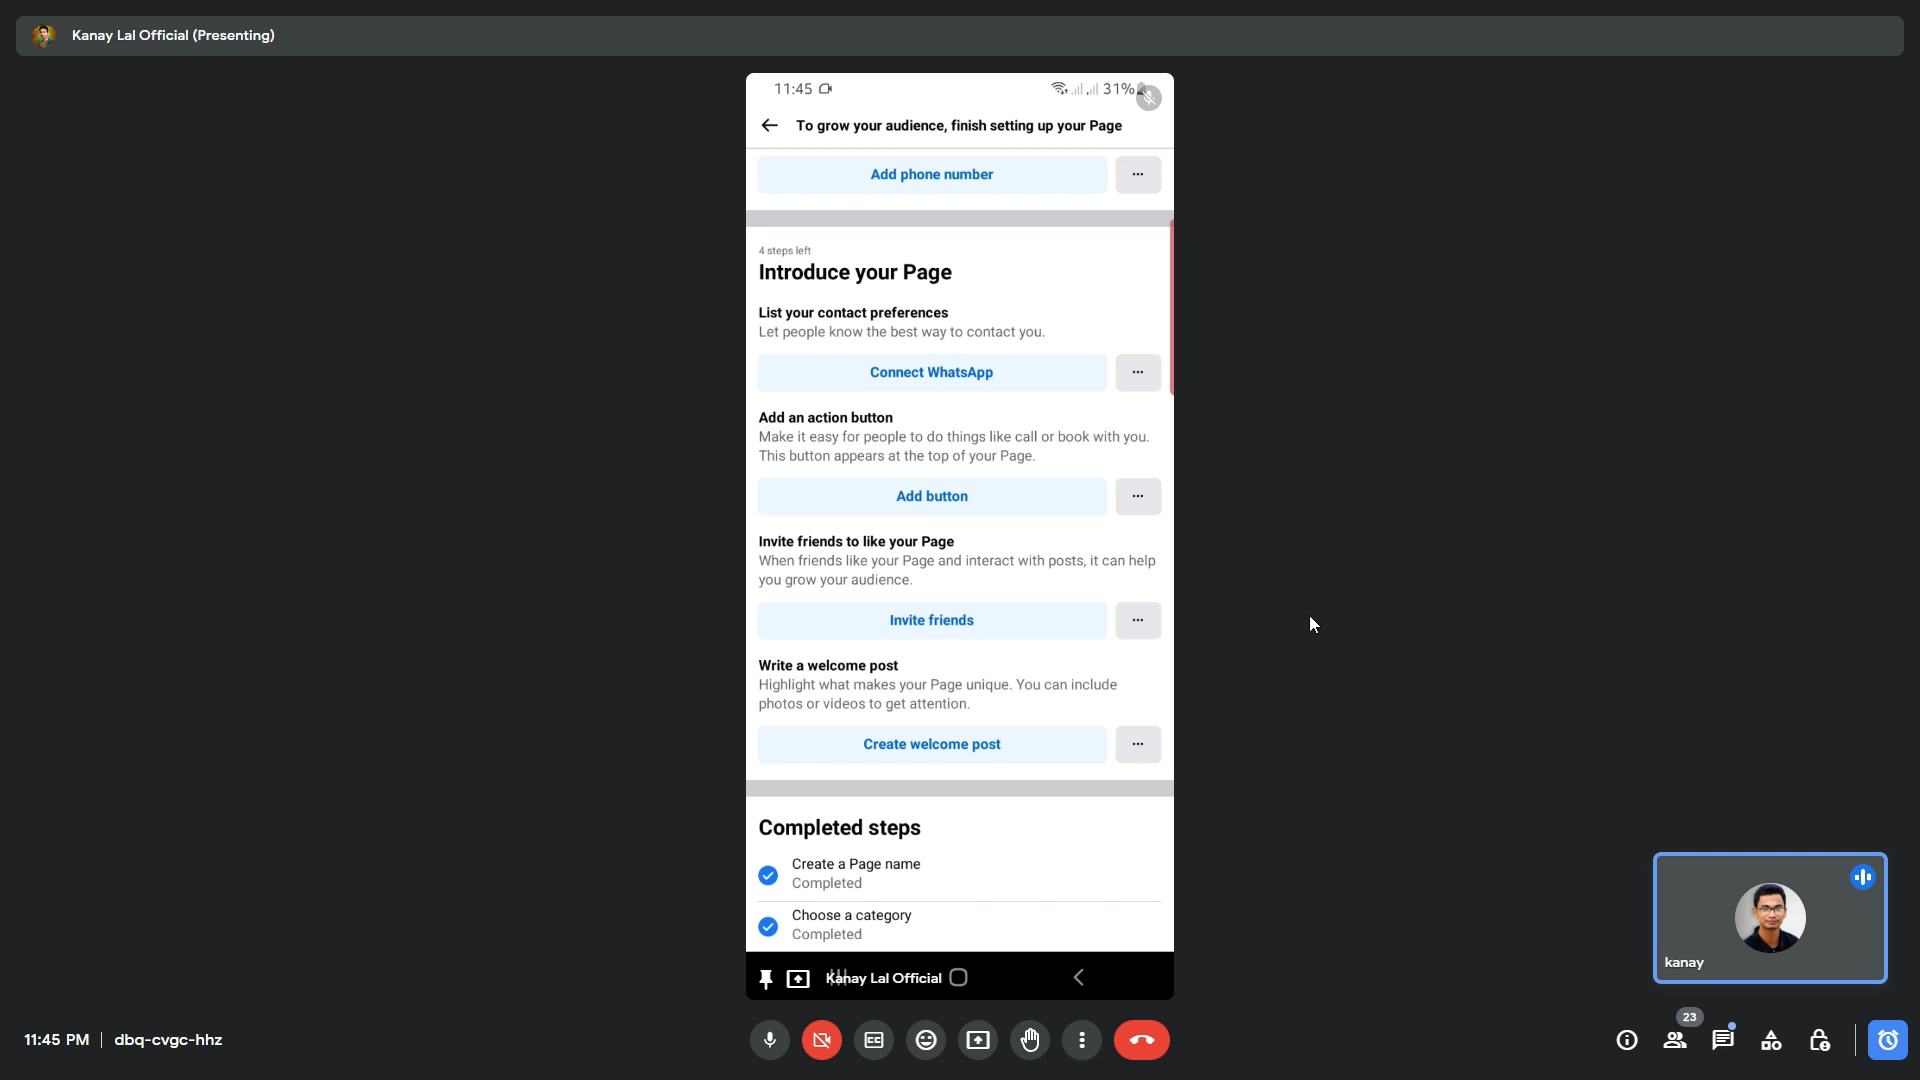 Kanay Lal Official (Presenting)
11:45
31%
To grow your audience, finish setting up your Page
Add phone number
4 steps left
Introduce your Page
List your contact preferences
Let people know the best way to contact you.
Connect WhatsApp
Add an action button
Make it easy for people to do things like call or book with you.
This button appears at the top of your Page.
Add button
Invite friends to like your Page
When friends like your Page and interact with posts, it can help
you grow your audience.
Invite friends
Write a welcome post
Highlight what makes your Page unique. You can include
photos or videos to get attention.
Create welcome post
Completed steps
Create a Page name
Completed
Choose a category
Completed
Kanay Lal Official
kanay
23
11:45 PM | dbq-cvgc-hhz